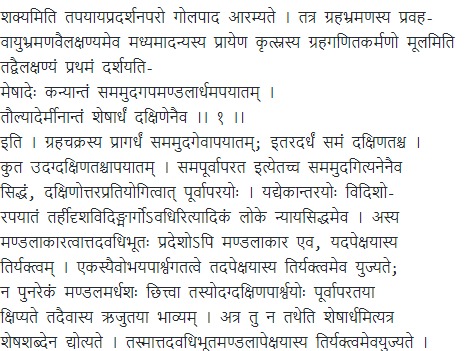 शक्यमिति तपयायप्रदर्शनपरो गोलपाद आरम्यते । तत्र ग्रहभ्रमणस्य प्रवह-
वायुभ्रमणवैलक्षण्यमेव मध्यमादन्यस्य प्रायेण कृत्स्नस्य ग्रहगणितकर्मणो मूलमिति
तद्वैलक्षण्यं प्रथमं दर्शयति-
मेषादेः कन्यान्तं सममुदगपमण्डलार्धमपयातम् ।
तौल्यादेर्मीनान्तं शेषार्धं दक्षिणेनैव ।। १ ।।
इति । ग्रहचक्रस्य प्रागर्धं सममुदगेवापयातम्; इतरदर्धं समं दक्षिणतश्च ।
कुत उदग्दक्षिणतश्चापयातम् । समपूर्वापरत इत्येतच्च सममुदगित्यनेनैव
सिद्धं, दक्षिणोत्तरप्रतियोगित्वात् पूर्वापरयोः । यद्येकान्तरयोः विदिशो-
रपयातं तर्हीदृशविदिङ्मार्गोऽवधिरित्यादिकं लोके न्यायसिद्धमेव । अस्य
मण्डलाकारत्वात्तदवधिभूतः प्रदेशोऽपि मण्डलाकार एव, यदपेक्षयास्य
तिर्यक्त्वम् । एकस्यैवोभयपार्श्वगतत्वे तदपेक्षयास्य तिर्यक्त्वमेव युज्यते;
न पुनरेकं मण्डलमर्धशः छित्त्वा तस्योदग्दक्षिणपार्श्वयोः पूर्वापरतया
क्षिप्यते तदैवास्य ऋजुतया भाव्यम् । अत्र तु न तथेति शेषार्धमित्यत्र
शेषशब्देन द्योत्यते । तस्मात्तदवधिभूतमण्डलापेक्षयास्य तिर्यक्त्वमेवयुज्यते ।